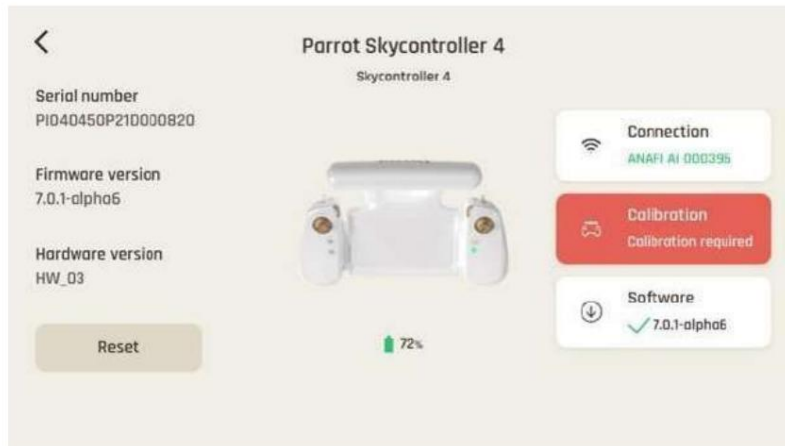 Parrot Skycontroller 4
Skycontroller 4
Serial number
PI040450P21D000820
Firmware version
7.0.1-alpha6
Hardware version
HW_03
Reset
72%
Connection
ANAFI AI 000395
Calibration
Calibration required
Software
7.0.1-alpha6